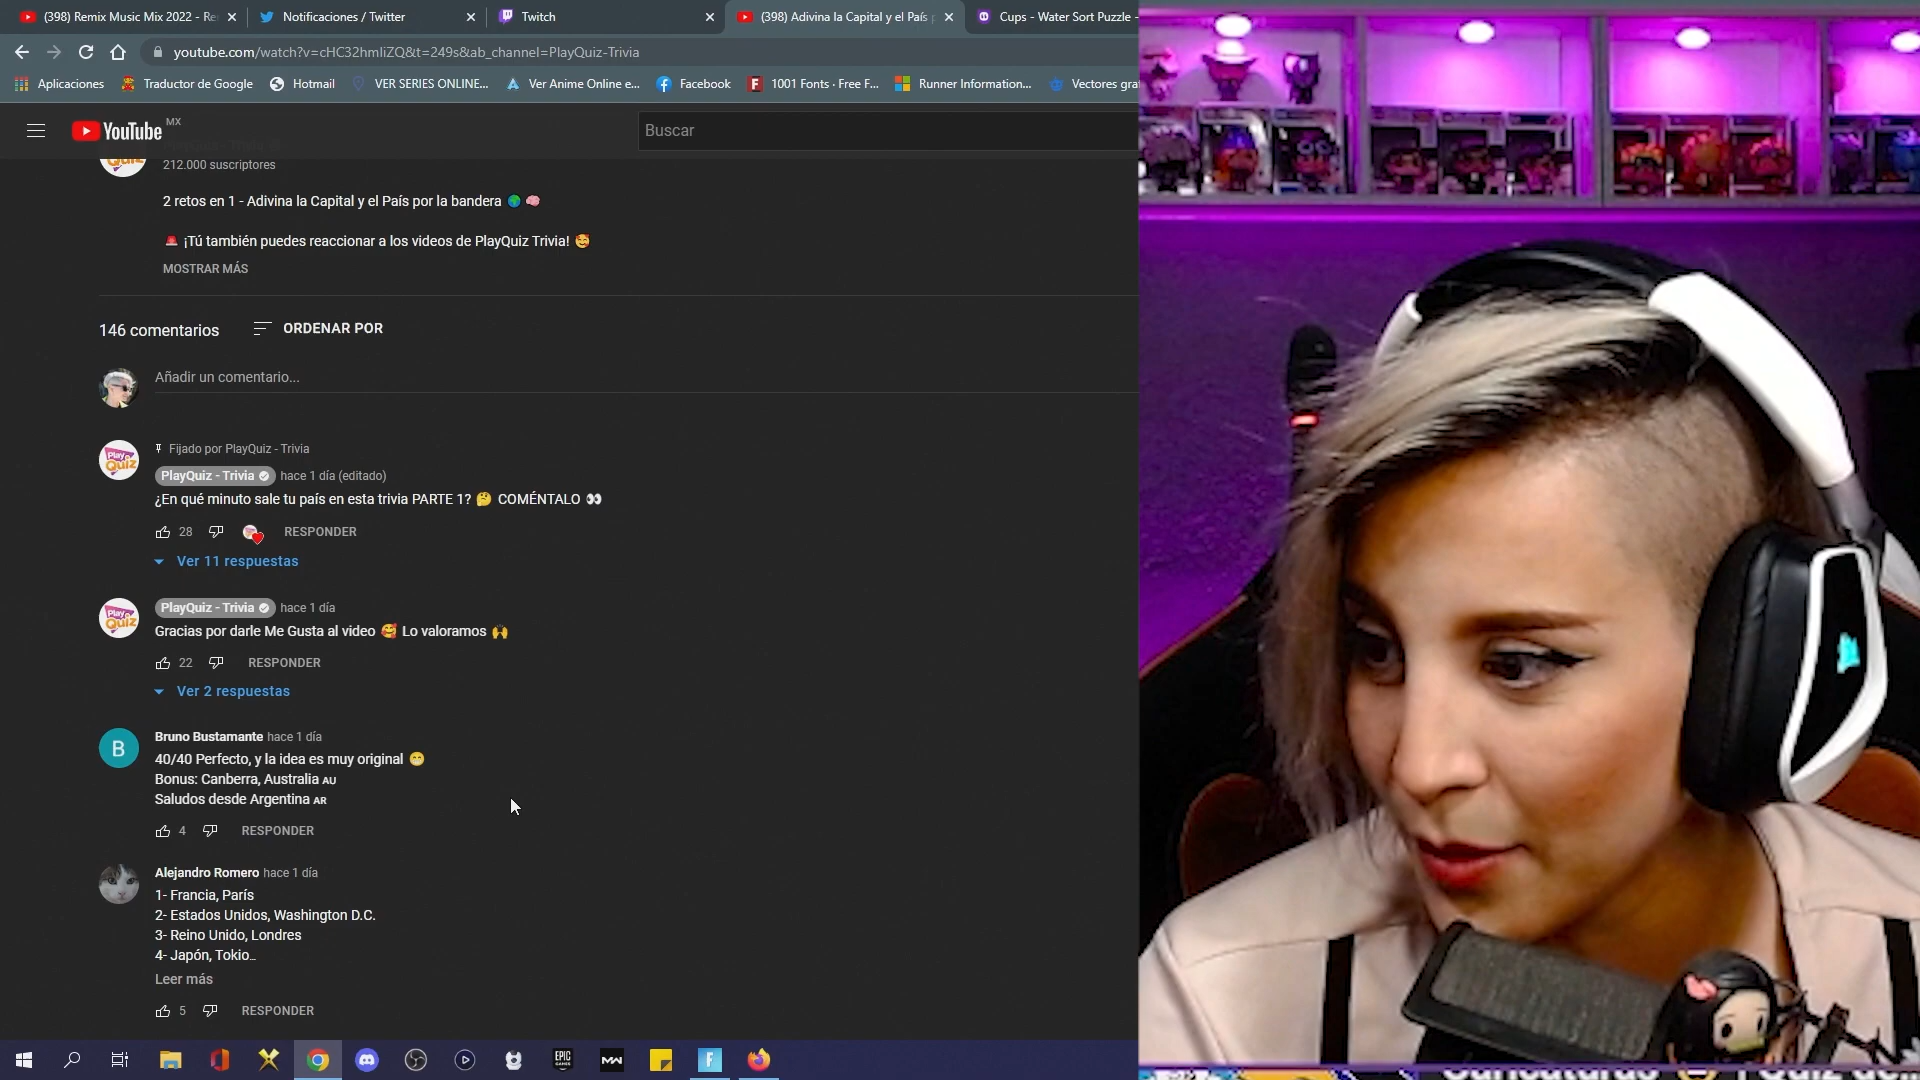 (398) Remix Music Mix 2022 - Re
Notificaciones / Twitter
Twitch
(398) Adivina la Capital y el País p
Cups - Water Sort Puzzle -
youtube.com/watch?v=cHC32hmIiZQ&t=249s&ab_channel=PlayQuiz-Trivia
Aplicaciones
Traductor de Google
Hotmail
VER SERIES ONLINE...
Ver Anime Online e...
Facebook
1001 Fonts · Free F...
Runner Information...
Vectores grat
YouTube MX
Buscar
212.000 suscriptores
2 retos en 1 - Adivina la Capital y el País por la bandera 🌍🧠
🚨 ¡Tú también puedes reaccionar a los videos de PlayQuiz Trivia! 🥰
MOSTRAR MÁS
146 comentarios
ORDENAR POR
Añadir un comentario...
Fijado por PlayQuiz - Trivia
PlayQuiz - Trivia hace 1 día (editado)
¿En qué minuto sale tu país en esta trivia PARTE 1? 🤔 COMÉNTALO 👀
28 RESPONDER
Ver 11 respuestas
PlayQuiz - Trivia hace 1 día
Gracias por darle Me Gusta al video 🥰 Lo valoramos 🙌
22 RESPONDER
Ver 2 respuestas
B
Bruno Bustamante hace 1 día
40/40 Perfecto, y la idea es muy original 😁
Bonus: Canberra, Australia AU
Saludos desde Argentina AR
4 RESPONDER
Alejandro Romero hace 1 día
1- Francia, París
2- Estados Unidos, Washington D.C.
3- Reino Unido, Londres
4- Japón, Tokio...
Leer más
5 RESPONDER
EPIC GAMES
MW
F